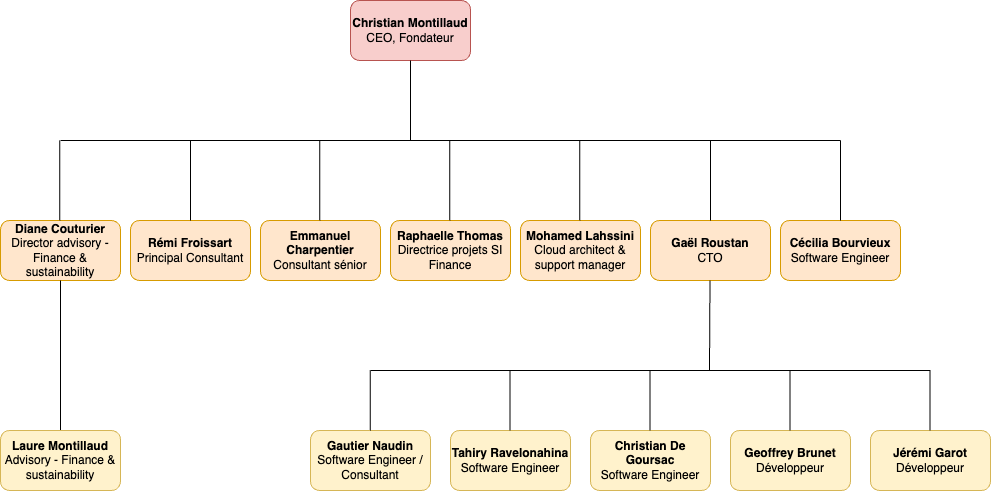 Christian Montillaud
CEO, Fondateur
Diane Couturier
Director advisory -
Finance &
sustainability
Rémi Froissart
Principal Consultant
Emmanuel
Charpentier
Consultant sénior
Raphaelle Thomas
Directrice projets SI
Finance
Mohamed Lahssini
Cloud architect &
support manager
Gaël Roustan
CTO
Cécilia Bourvieux
Software Engineer
Laure Montillaud
Advisory - Finance &
sustainability
Gautier Naudin
Software Engineer /
Consultant
Tahiry Ravelonahina
Software Engineer
Christian De
Goursac
Software Engineer
Geoffrey Brunet
Développeur
Jérémi Garot
Développeur